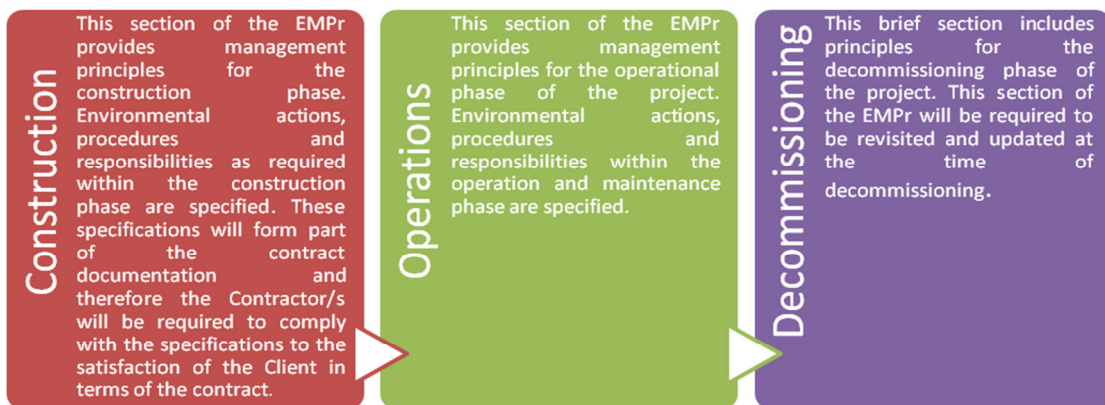 Construction
This section of the EMPr
provides management
principles for the
construction phase.
Environmental actions,
procedures and
responsibilities as required
within the construction
phase are specified. These
specifications will form part
of the contract
documentation and
therefore the Contractor/s
will be required to comply
with the specifications to the
satisfaction of the Client in
terms of the contract.
Operations
This section of the EMPr
provides management
principles for the operational
phase of the project.
Environmental actions,
procedures and
responsibilities within the
operation and maintenance
phase are specified.
Decommissioning
This brief section includes
principles for the
decommissioning phase of
the project. This section of
the EMPr will be required to
be revisited and updated at
the time of
decommissioning.